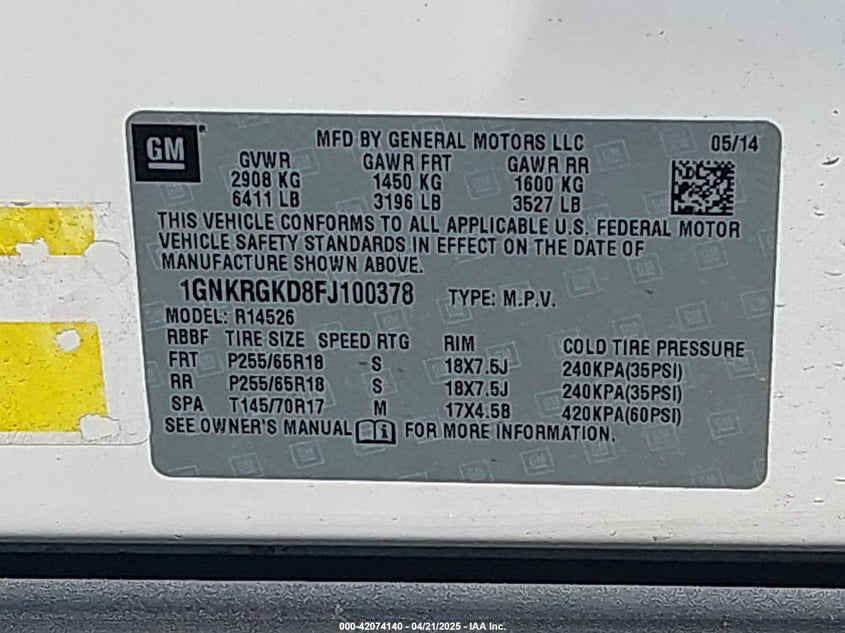 GM
MFD BY GENERAL MOTORS LLC 05/14
GVWR GAWR FRT GAWR RR
2908 KG 1450 KG 1600 KG
6411 LB 3196 LB 3527 LB
THIS VEHICLE CONFORMS TO ALL APPLICABLE U.S. FEDERAL MOTOR
VEHICLE SAFETY STANDARDS IN EFFECT ON THE DATE OF
MANUFACTURE SHOWN ABOVE.
1GNKRGKD8FJ100378 TYPE: M.P.V.
MODEL: R14526
RBBF TIRE SIZE SPEED RTG RIM COLD TIRE PRESSURE
FRT P255/65R18 S 18X7.5J 240KPA(35PSI)
RR P255/65R18 S 18X7.5J 240KPA(35PSI)
SPA T145/70R17 M 17X4.5B 420KPA(60PSI)
SEE OWNER'S MANUAL FOR MORE INFORMATION.
000-42074140 - 04/21/2025 - IAA Inc.